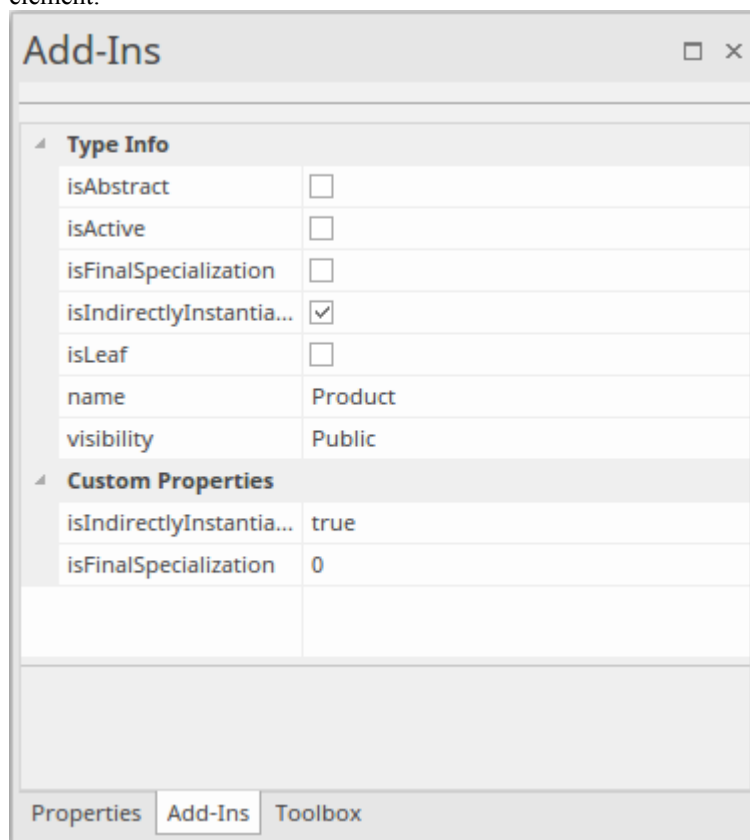 element.
Add-Ins
Type Info
isAbstract
isActive
isFinalSpecialization
isIndirectlyInstantia...
isLeaf
name Product
visibility Public
Custom Properties
isIndirectlyInstantia... true
isFinalSpecialization 0
Properties Add-Ins Toolbox